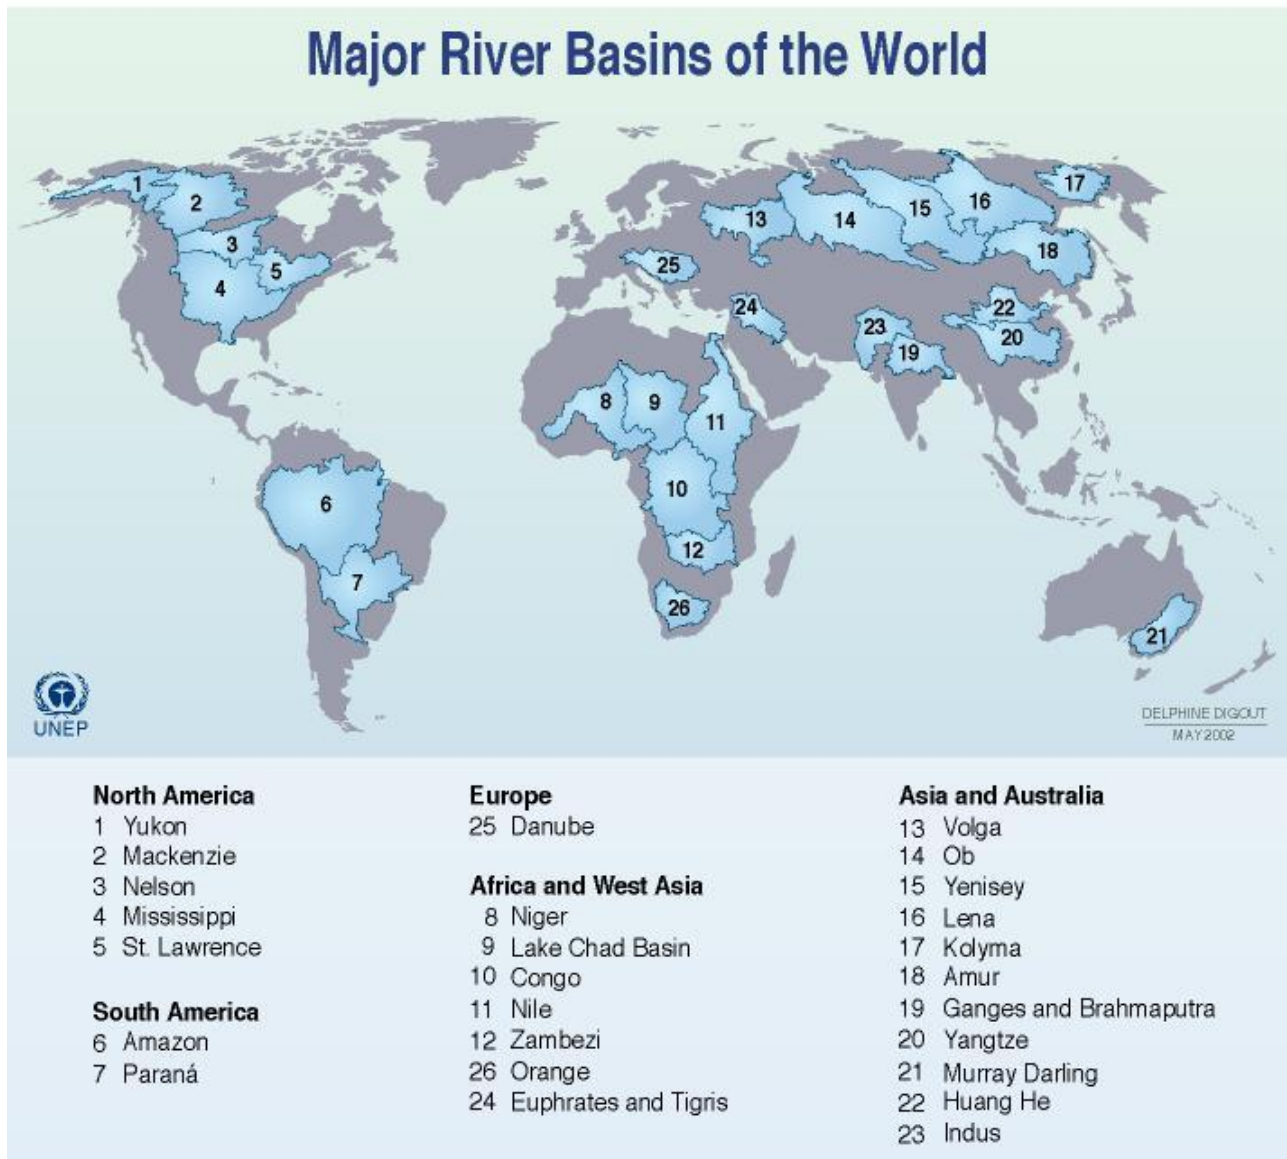 Major River Basins of the World
1
2
3
4
5
6
7
8
9
10
11
12
13
14
15
16
17
18
19
20
21
22
23
24
25
26
UNEP
DELPHINE DIGOUT
MAY 2002
North America
1 Yukon
2 Mackenzie
3 Nelson
4 Mississippi
5 St. Lawrence
South America
6 Amazon
7 Paraná
Europe
25 Danube
Africa and West Asia
8 Niger
9 Lake Chad Basin
10 Congo
11 Nile
12 Zambezi
26 Orange
24 Euphrates and Tigris
Asia and Australia
13 Volga
14 Ob
15 Yenisey
16 Lena
17 Kolyma
18 Amur
19 Ganges and Brahmaputra
20 Yangtze
21 Murray Darling
22 Huang He
23 Indus